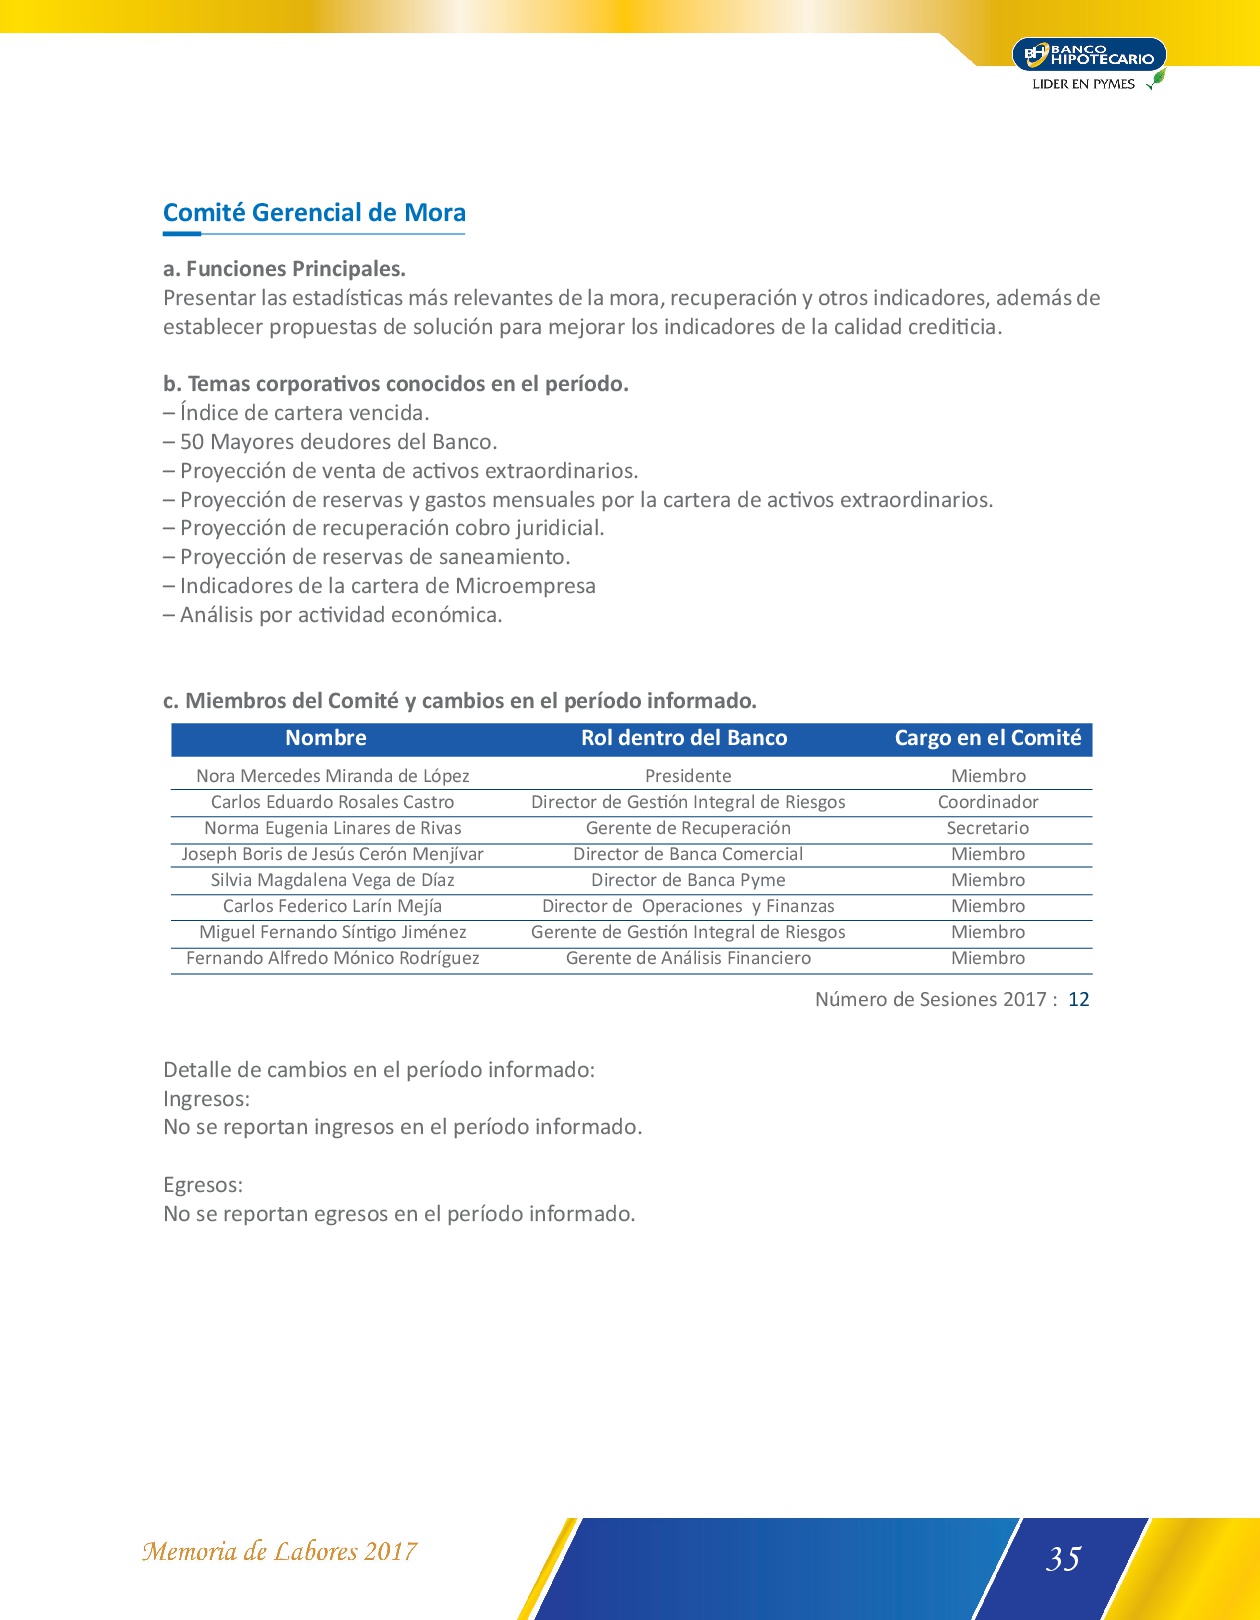 BH BANCO
HIPOTECARIO
LIDER EN PYMES
Comité Gerencial de Mora
a. Funciones Principales.
Presentar las estadísticas más relevantes de la mora, recuperación y otros indicadores, además de
establecer propuestas de solución para mejorar los indicadores de la calidad crediticia.
b. Temas corporativos conocidos en el período.
– Índice de cartera vencida.
– 50 Mayores deudores del Banco.
– Proyección de venta de activos extraordinarios.
– Proyección de reservas y gastos mensuales por la cartera de activos extraordinarios.
– Proyección de recuperación cobro juridicial.
– Proyección de reservas de saneamiento.
– Indicadores de la cartera de Microempresa
– Análisis por actividad económica.
c. Miembros del Comité y cambios en el período informado.
Nombre Rol dentro del Banco Cargo en el Comité
Nora Mercedes Miranda de López Presidente Miembro
Carlos Eduardo Rosales Castro Director de Gestión Integral de Riesgos Coordinador
Norma Eugenia Linares de Rivas Gerente de Recuperación Secretario
Joseph Boris de Jesús Cerón Menjívar Director de Banca Comercial Miembro
Silvia Magdalena Vega de Díaz Director de Banca Pyme Miembro
Carlos Federico Larín Mejía Director de Operaciones y Finanzas Miembro
Miguel Fernando Síntigo Jiménez Gerente de Gestión Integral de Riesgos Miembro
Fernando Alfredo Mónico Rodríguez Gerente de Análisis Financiero Miembro
Número de Sesiones 2017 : 12
Detalle de cambios en el período informado:
Ingresos:
No se reportan ingresos en el período informado.
Egresos:
No se reportan egresos en el período informado.
Memoria de Labores 2017
35